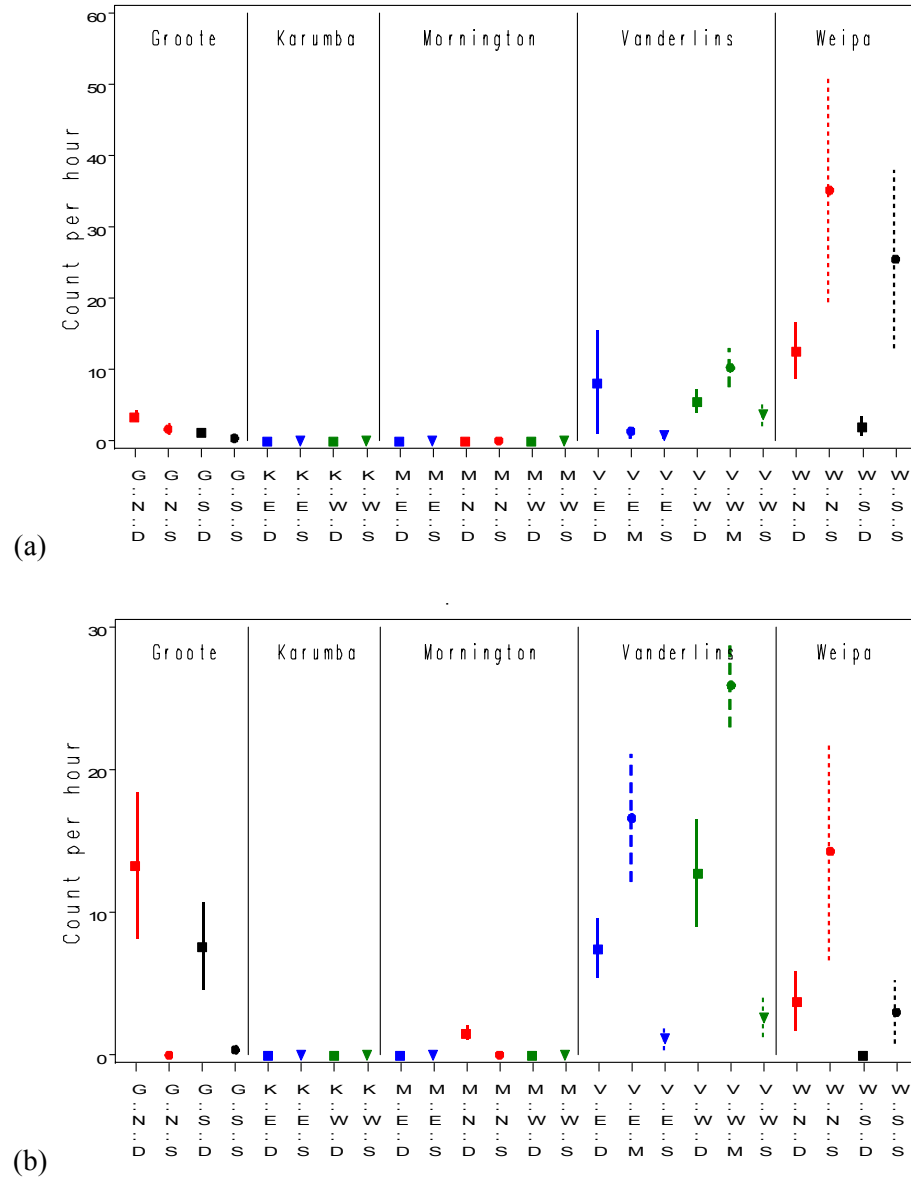 60
Groote Karumba Mornington Vanderlins Weipa
50
40
30
20
10
0
Count per hour
G::N::D G::N::S G::S::D G::S::S K::E::D K::E::S K::W::D K::W::S M::E::D M::E::S M::N::D M::N::S M::W::D M::W::S V::E::D V::E::M V::E::S V::W::D V::W::M V::W::S W::N::D W::N::S W::S::D W::S::S
(a)
30
Groote Karumba Mornington Vanderlins Weipa
20
10
0
Count per hour
G::N::D G::N::S G::S::D G::S::S K::E::D K::E::S K::W::D K::W::S M::E::D M::E::S M::N::D M::N::S M::W::D M::W::S V::E::D V::E::M V::E::S V::W::D V::W::M V::W::S W::N::D W::N::S W::S::D W::S::S
(b)